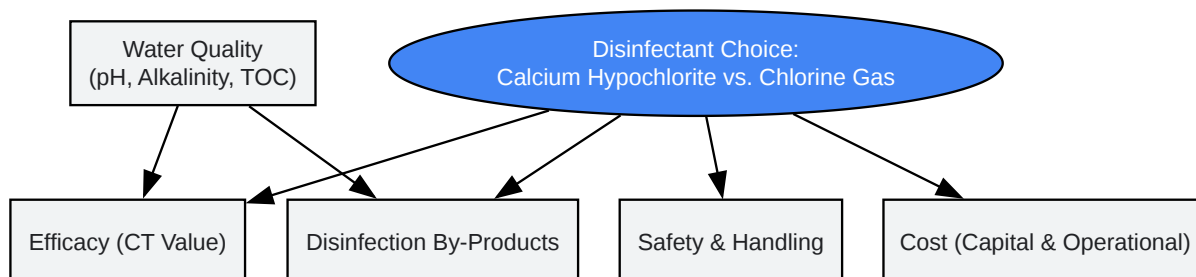 Water Quality
(pH, Alkalinity, TOC)
Disinfectant Choice:
Calcium Hypochlorite vs. Chlorine Gas
Efficacy (CT Value)
Disinfection By-Products
Safety & Handling
Cost (Capital & Operational)